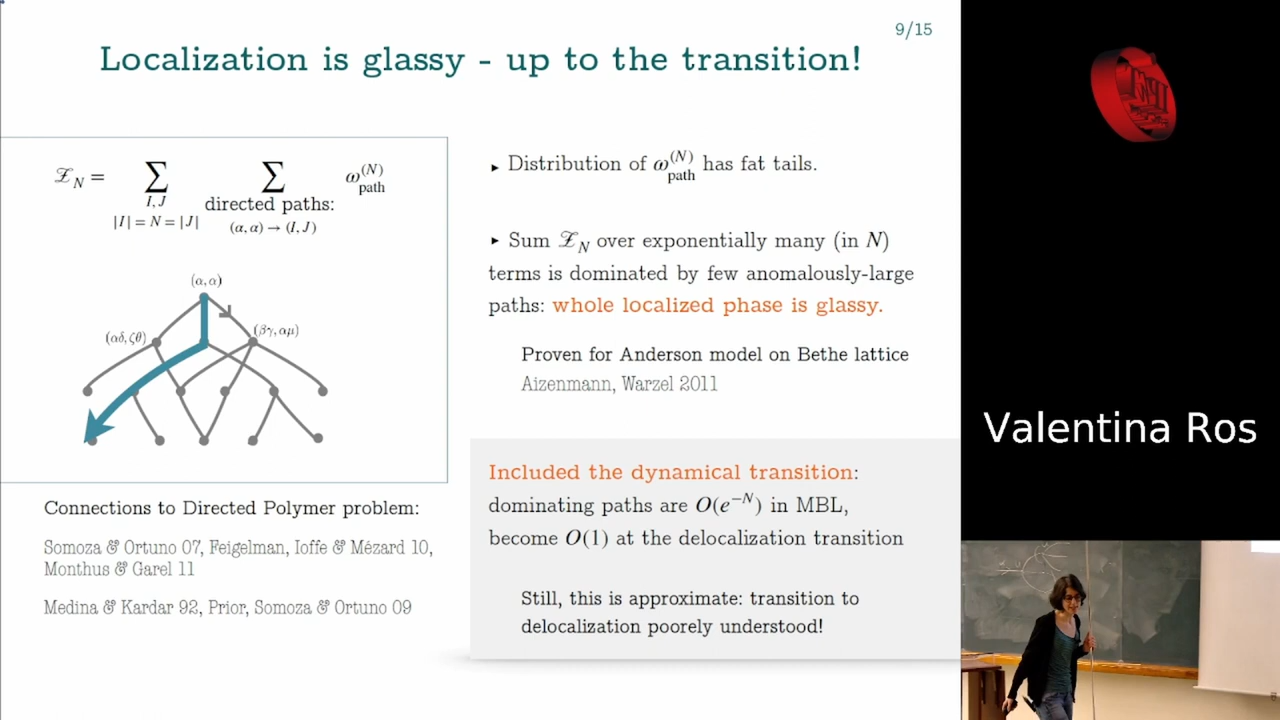 9/15
Localization is glassy - up to the transition!
𝒵_N = ∑ ∑ ω^(N)_path
I, J directed paths:
|I| = N = |J| (α, α) → (I, J)
(α, α)
(αδ, ζθ) (βγ, αμ)
Connections to Directed Polymer problem:
Somoza & Ortuno 07, Feigelman, Ioffe & Mézard 10,
Monthus & Garel 11
Medina & Kardar 92, Prior, Somoza & Ortuno 09
▸ Distribution of ω^(N)_path has fat tails.
▸ Sum 𝒵_N over exponentially many (in N)
terms is dominated by few anomalously-large
paths: whole localized phase is glassy.
Proven for Anderson model on Bethe lattice
Aizenmann, Warzel 2011
Included the dynamical transition:
dominating paths are O(e^−N) in MBL,
become O(1) at the delocalization transition
Still, this is approximate: transition to
delocalization poorely understood!
Valentina Ros